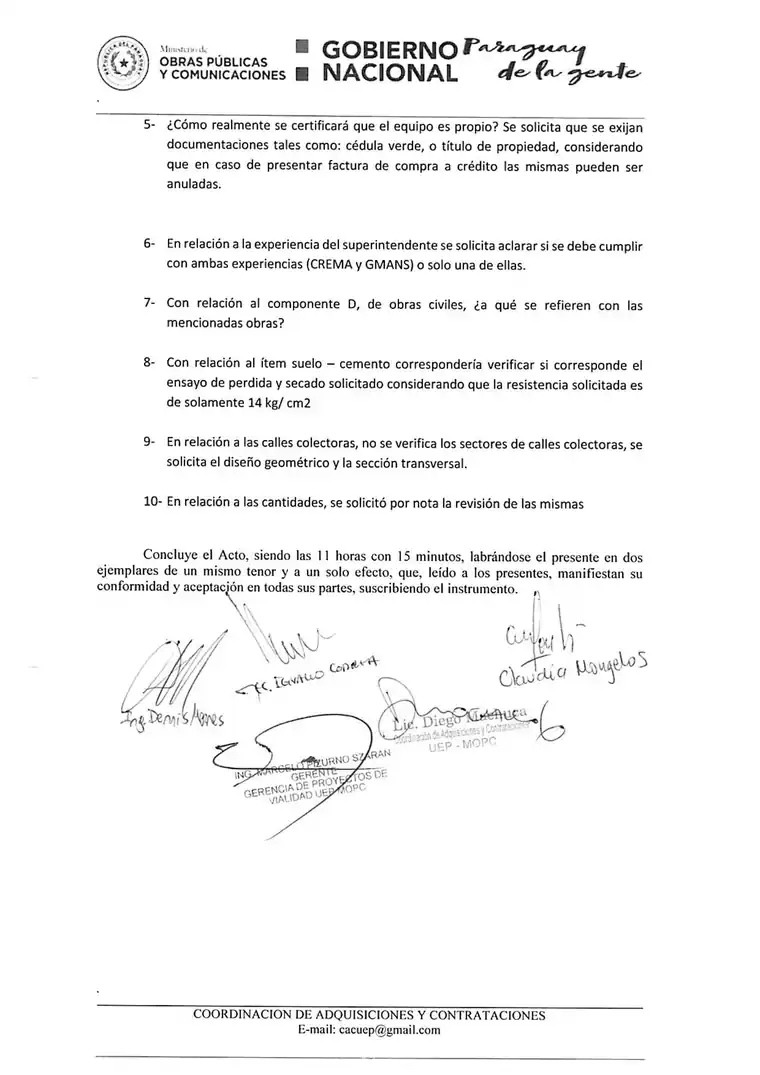 Ministerio de
OBRAS PÚBLICAS
Y COMUNICACIONES
GOBIERNO
NACIONAL
Paraguay
de la gente
5- ¿Cómo realmente se certificará que el equipo es propio? Se solicita que se exijan
documentaciones tales como: cédula verde, o título de propiedad, considerando
que en caso de presentar factura de compra a crédito las mismas pueden ser
anuladas.
6- En relación a la experiencia del superintendente se solicita aclarar si se debe cumplir
con ambas experiencias (CREMA y GMANS) o solo una de ellas.
7- Con relación al componente D, de obras civiles, ¿a qué se refieren con las
mencionadas obras?
8- Con relación al ítem suelo – cemento correspondería verificar si corresponde el
ensayo de perdida y secado solicitado considerando que la resistencia solicitada es
de solamente 14 kg/ cm2
9- En relación a las calles colectoras, no se verifica los sectores de calles colectoras, se
solicita el diseño geométrico y la sección transversal.
10- En relación a las cantidades, se solicitó por nota la revisión de las mismas
Concluye el Acto, siendo las 11 horas con 15 minutos, labrándose el presente en dos
ejemplares de un mismo tenor y a un solo efecto, que, leído a los presentes, manifiestan su
conformidad y aceptación en todas sus partes, suscribiendo el instrumento.
Claudia Mongelos
Ing. Demis
Lic. Diego
Coordinación de Adquisiciones y Contrataciones
UEP - MOPC
ING. MARCELO PIZURNO SZARAN
GERENTE
GERENCIA DE PROYECTOS DE
VIALIDAD UEP MOPC
COORDINACION DE ADQUISICIONES Y CONTRATACIONES
E-mail: cacuep@gmail.com